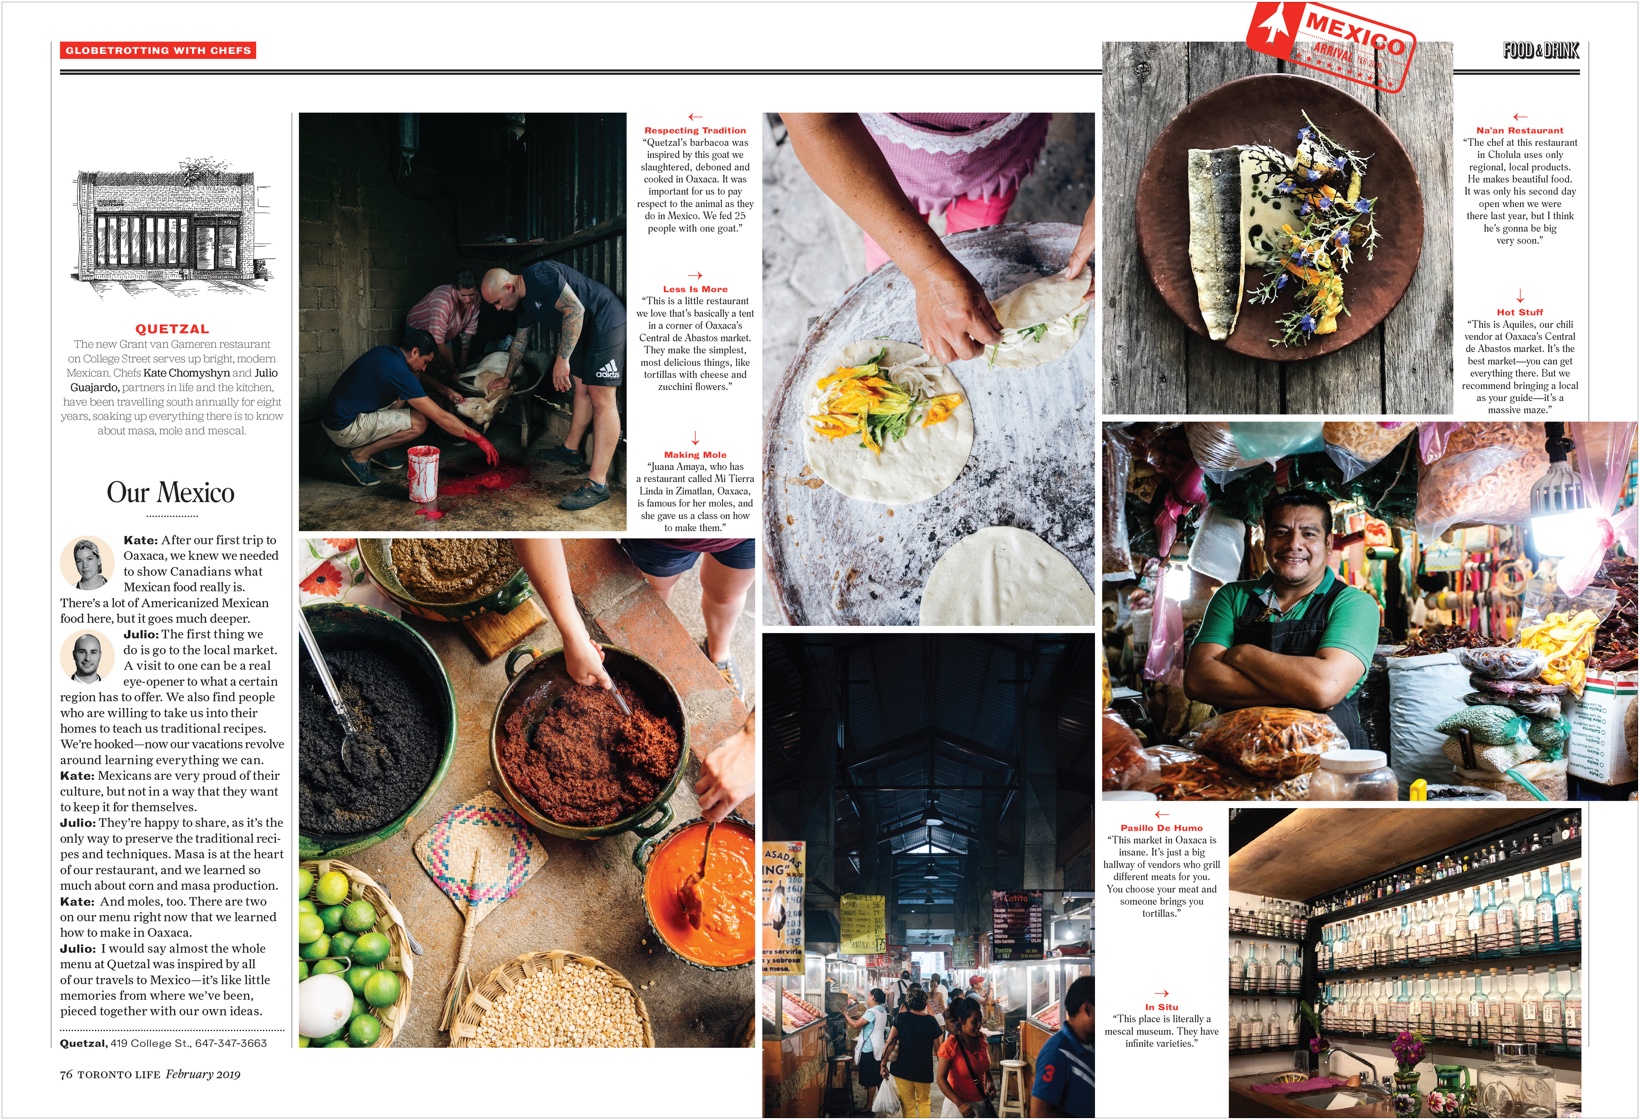 GLOBETROTTING WITH CHEFS
MEXICO
ARRIVAL
FOOD & DRINK
QUETZAL
The new Grant van Gameren restaurant
on College Street serves up bright, modern
Mexican. Chefs Kate Chomyshyn and Julio
Guajardo, partners in life and the kitchen,
have been travelling south annually for eight
years, soaking up everything there is to know
about masa, mole and mescal.
Our Mexico
Kate: After our first trip to
Oaxaca, we knew we needed
to show Canadians what
Mexican food really is.
There's a lot of Americanized Mexican
food here, but it goes much deeper.
Julio: The first thing we
do is go to the local market.
A visit to one can be a real
eye-opener to what a certain
region has to offer. We also find people
who are willing to take us into their
homes to teach us traditional recipes.
We're hooked—now our vacations revolve
around learning everything we can.
Kate: Mexicans are very proud of their
culture, but not in a way that they want
to keep it for themselves.
Julio: They're happy to share, as it's the
only way to preserve the traditional reci-
pes and techniques. Masa is at the heart
of our restaurant, and we learned so
much about corn and masa production.
Kate: And moles, too. There are two
on our menu right now that we learned
how to make in Oaxaca.
Julio: I would say almost the whole
menu at Quetzal was inspired by all
of our travels to Mexico—it's like little
memories from where we've been,
pieced together with our own ideas.
Quetzal, 419 College St., 647-347-3663
76 TORONTO LIFE February 2019
adidas
←
Respecting Tradition
“Quetzal's barbacoa was
inspired by this goat we
slaughtered, deboned and
cooked in Oaxaca. It was
important for us to pay
respect to the animal as they
do in Mexico. We fed 25
people with one goat.”
→
Less Is More
“This is a little restaurant
we love that's basically a tent
in a corner of Oaxaca's
Central de Abastos market.
They make the simplest,
most delicious things, like
tortillas with cheese and
zucchini flowers.”
↓
Making Mole
“Juana Amaya, who has
a restaurant called Mi Tierra
Linda in Zimatlan, Oaxaca,
is famous for her moles, and
she gave us a class on how
to make them.”
←
Na'an Restaurant
“The chef at this restaurant
in Cholula uses only
regional, local products.
He makes beautiful food.
It was only his second day
open when we were
there last year, but I think
he's gonna be big
very soon.”
↓
Hot Stuff
“This is Aquiles, our chili
vendor at Oaxaca's Central
de Abastos market. It's the
best market—you can get
everything there. But we
recommend bringing a local
as your guide—it's a
massive maze.”
←
Pasillo De Humo
“This market in Oaxaca is
insane. It's just a big
hallway of vendors who grill
different meats for you.
You choose your meat and
someone brings you
tortillas.”
→
In Situ
“This place is literally a
mescal museum. They have
infinite varieties.”
ASADAS
3